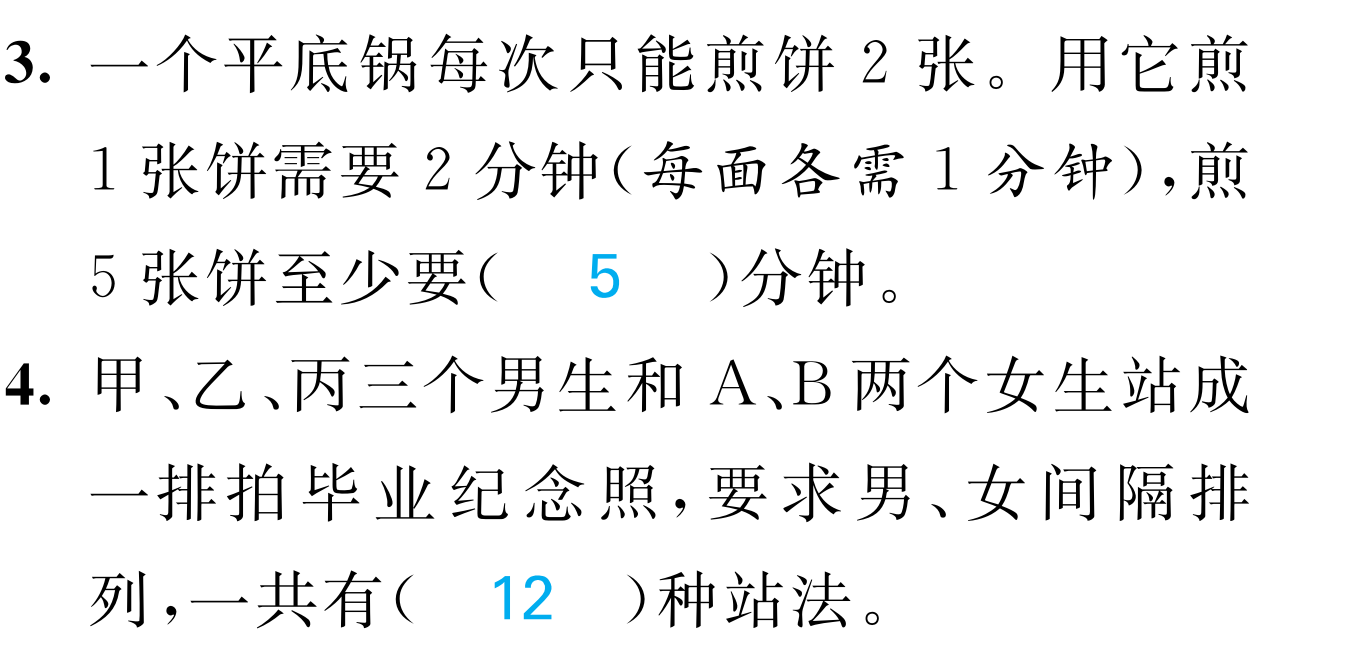 3. 一个平底锅每次只能煎饼 2 张。用它煎
1 张饼需要 2 分钟(每面各需 1 分钟),煎
5 张饼至少要( 5 )分钟。
4. 甲、乙、丙三个男生和 A、B 两个女生站成
一排拍毕业纪念照,要求男、女间隔排
列,一共有( 12 )种站法。